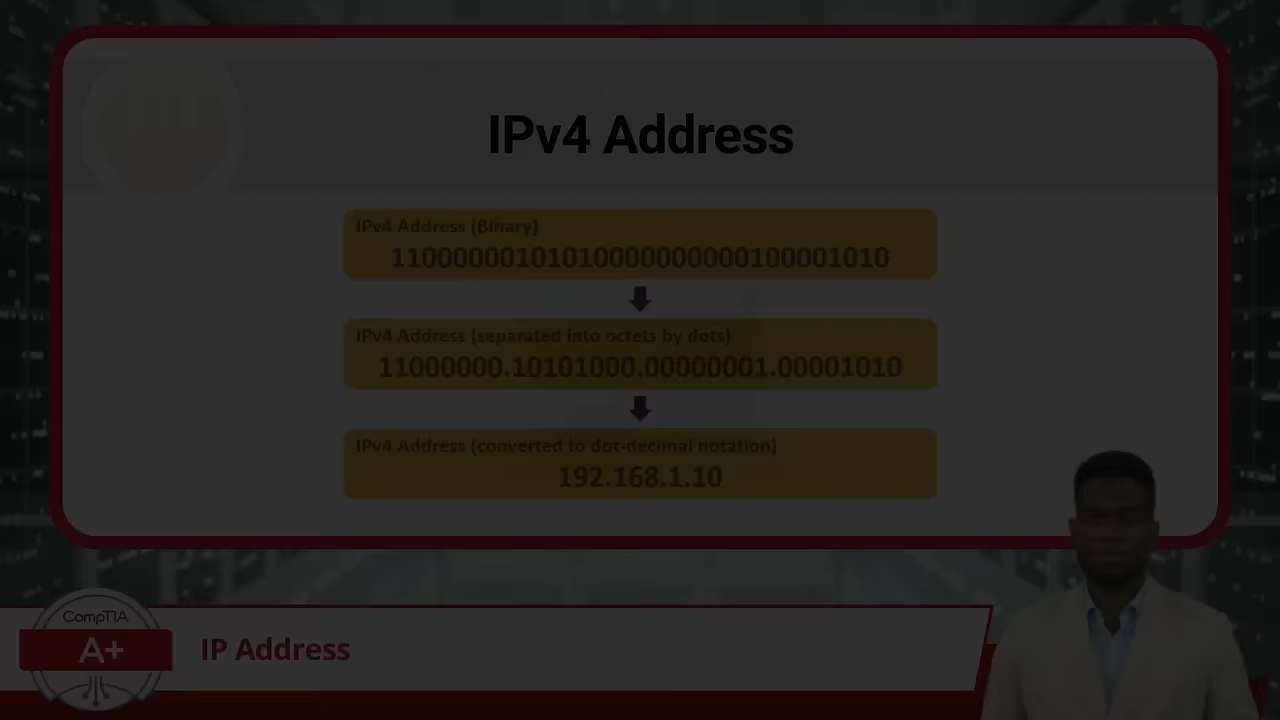 IPv4 Address
IPv4 Address (Binary)
11000000101010000000000100001010
IPv4 Address (separated into octets by dots)
11000000.10101000.00000001.00001010
IPv4 Address (converted to dot-decimal notation)
192.168.1.10
CompTIA
A+
IP Address